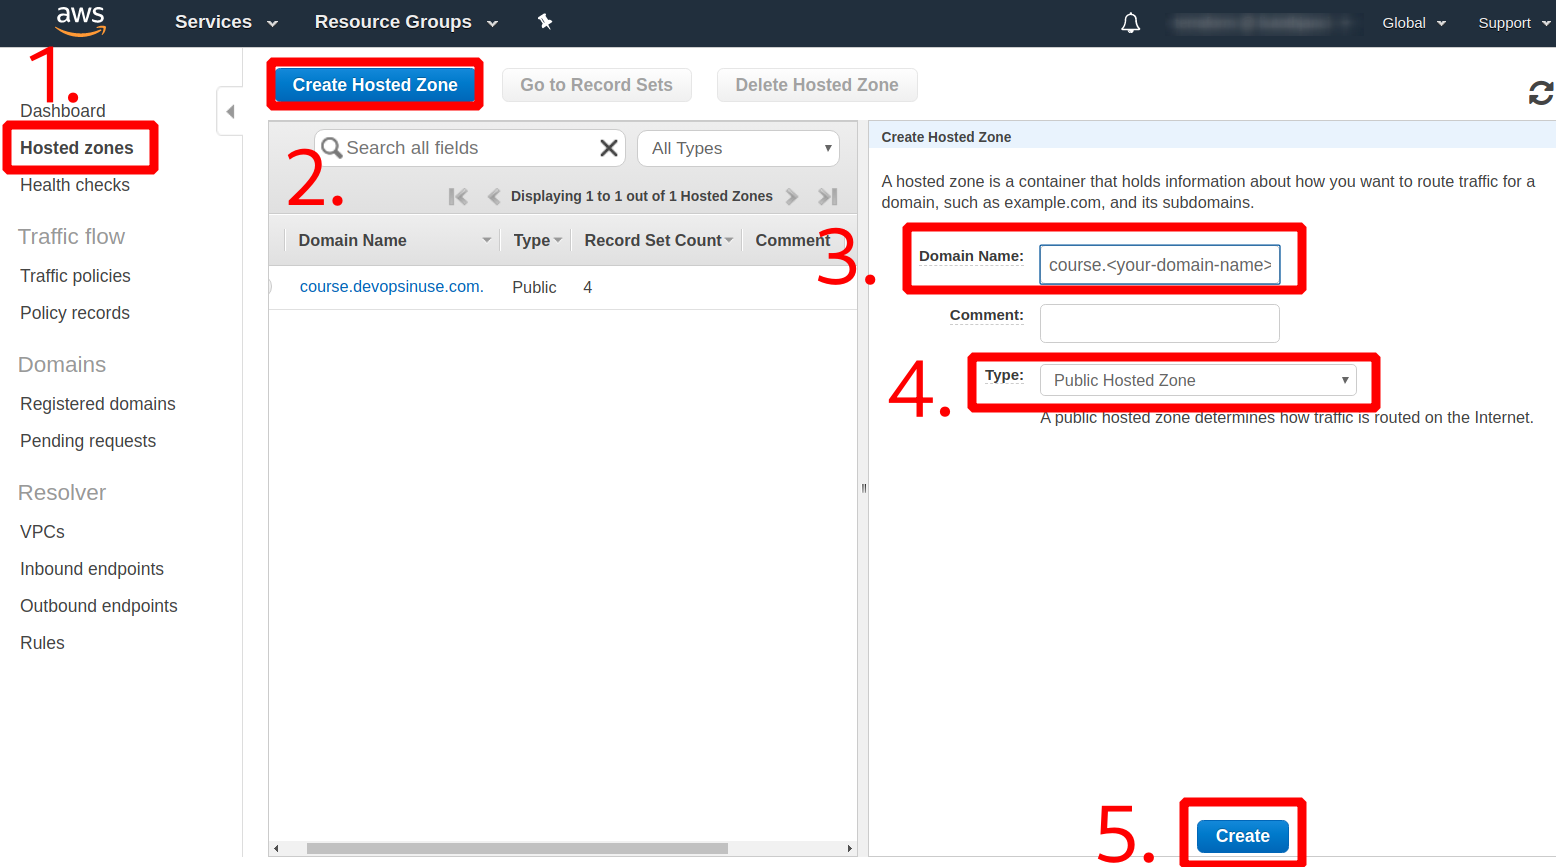 aws Services Resource Groups Global Support
1.
Create Hosted Zone Go to Record Sets Delete Hosted Zone
Dashboard
Hosted zones
Health checks
Traffic flow
Traffic policies
Policy records
Domains
Registered domains
Pending requests
Resolver
VPCs
Inbound endpoints
Outbound endpoints
Rules
2.
Search all fields All Types
Displaying 1 to 1 out of 1 Hosted Zones
Domain Name Type Record Set Count Comment
course.devopsinuse.com. Public 4
Create Hosted Zone
A hosted zone is a container that holds information about how you want to route traffic for a
domain, such as example.com, and its subdomains.
3.
Domain Name: course.<your-domain-name>
Comment:
4.
Type: Public Hosted Zone
A public hosted zone determines how traffic is routed on the Internet.
5.
Create